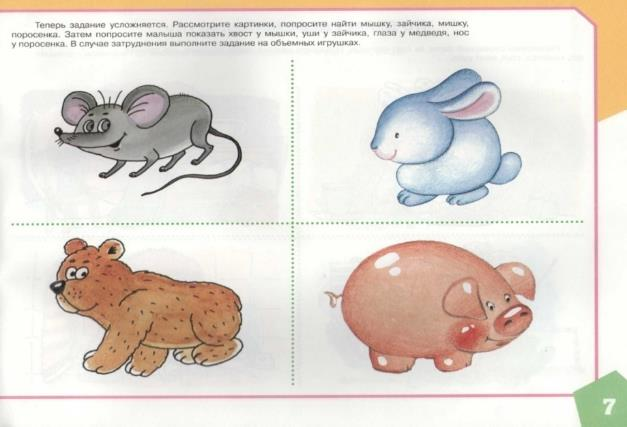 Теперь задание усложняется. Рассмотрите картинки, попросите найти мышку, зайчика, мишку,
поросенка. Затем попросите малыша показать хвост у мышки, уши у зайчика, глаза у медведя, нос
у поросенка. В случае затруднения выполните задание на объемных игрушках.
7